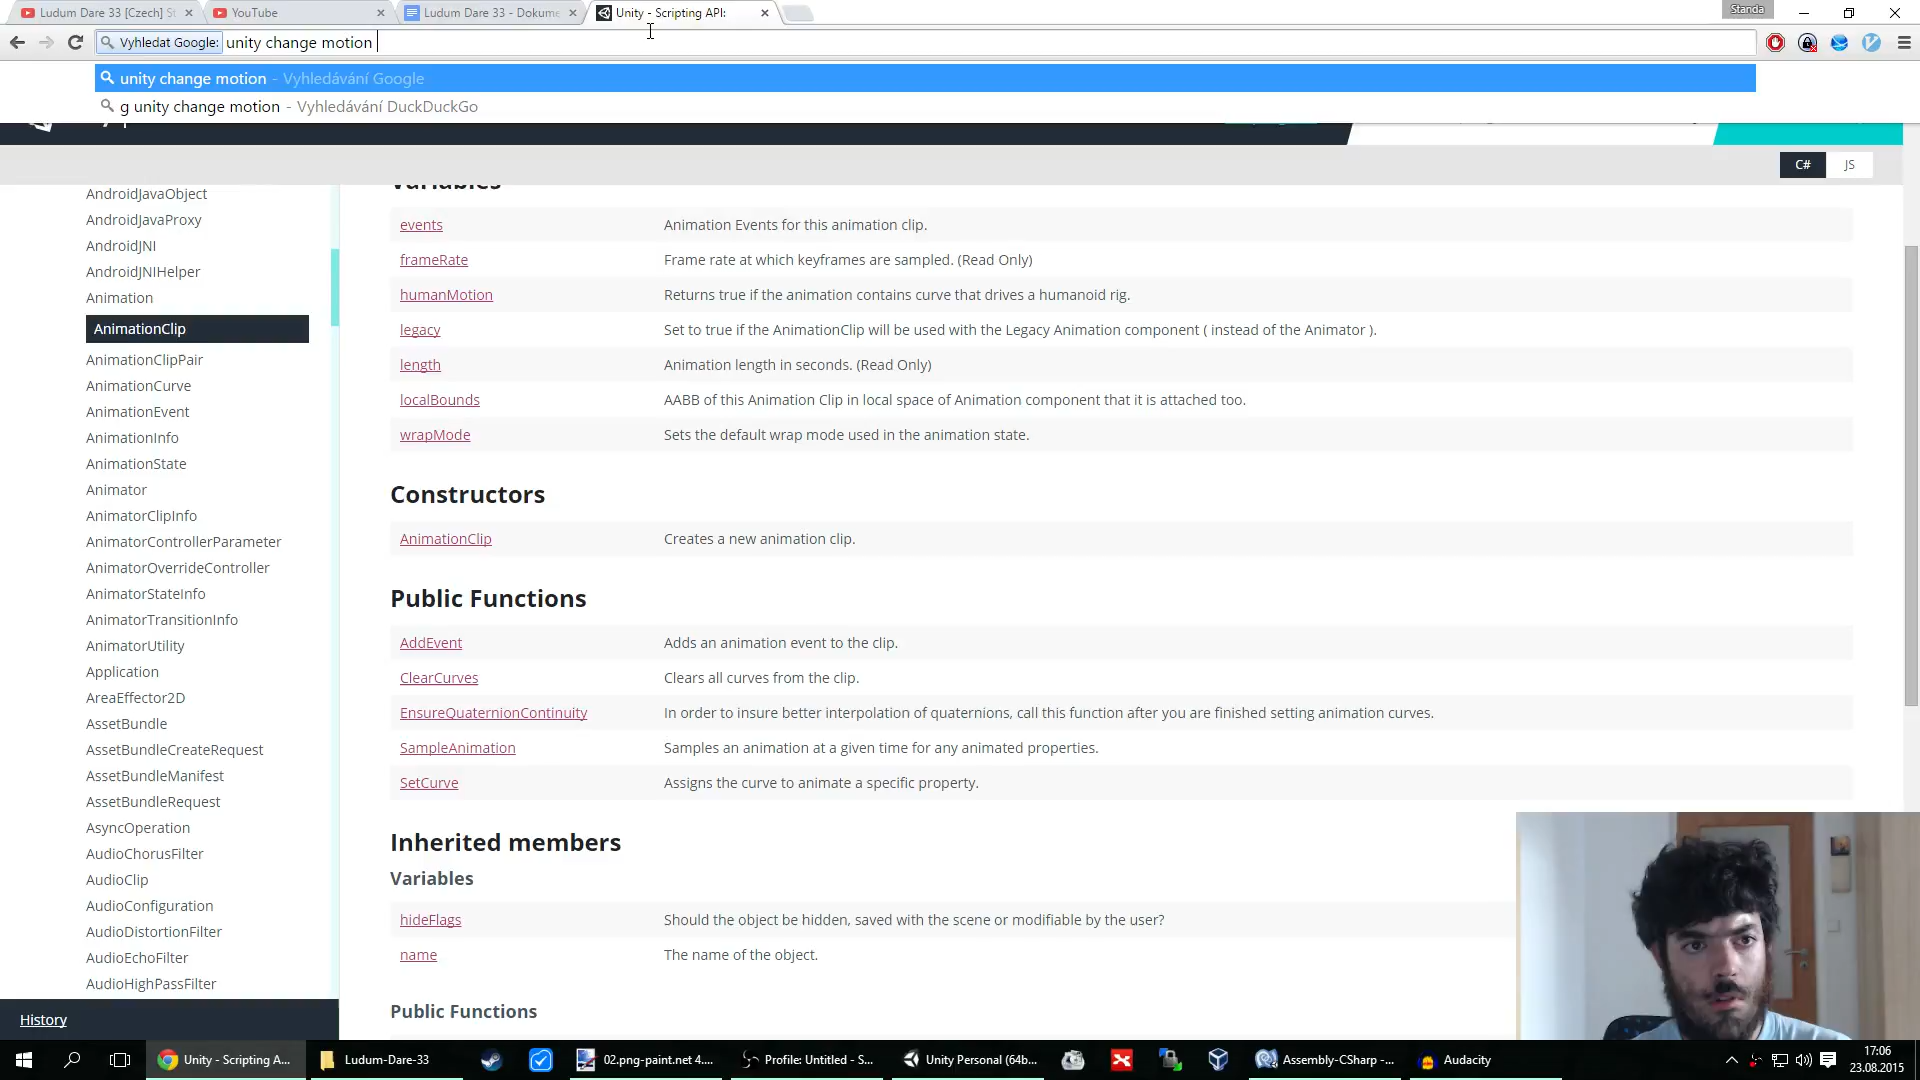 Ludum Dare 33 [Czech] St
YouTube
Ludum Dare 33 - Dokume
Unity - Scripting API:
Standa
Vyhledat Google: unity change motion
unity change motion - Vyhledávání Google
g unity change motion - Vyhledávání DuckDuckGo
C#
JS
AndroidJavaObject
AndroidJavaProxy
AndroidJNI
AndroidJNIHelper
Animation
AnimationClip
AnimationClipPair
AnimationCurve
AnimationEvent
AnimationInfo
AnimationState
Animator
AnimatorClipInfo
AnimatorControllerParameter
AnimatorOverrideController
AnimatorStateInfo
AnimatorTransitionInfo
AnimatorUtility
Application
AreaEffector2D
AssetBundle
AssetBundleCreateRequest
AssetBundleManifest
AssetBundleRequest
AsyncOperation
AudioChorusFilter
AudioClip
AudioConfiguration
AudioDistortionFilter
AudioEchoFilter
AudioHighPassFilter
History
Variables
events Animation Events for this animation clip.
frameRate Frame rate at which keyframes are sampled. (Read Only)
humanMotion Returns true if the animation contains curve that drives a humanoid rig.
legacy Set to true if the AnimationClip will be used with the Legacy Animation component ( instead of the Animator ).
length Animation length in seconds. (Read Only)
localBounds AABB of this Animation Clip in local space of Animation component that it is attached too.
wrapMode Sets the default wrap mode used in the animation state.
Constructors
AnimationClip Creates a new animation clip.
Public Functions
AddEvent Adds an animation event to the clip.
ClearCurves Clears all curves from the clip.
EnsureQuaternionContinuity In order to insure better interpolation of quaternions, call this function after you are finished setting animation curves.
SampleAnimation Samples an animation at a given time for any animated properties.
SetCurve Assigns the curve to animate a specific property.
Inherited members
Variables
hideFlags Should the object be hidden, saved with the scene or modifiable by the user?
name The name of the object.
Public Functions
Unity - Scripting A...
Ludum-Dare-33
02.png-paint.net 4....
Profile: Untitled - S...
Unity Personal (64b...
Assembly-CSharp -...
Audacity
17:06
23.08.2015